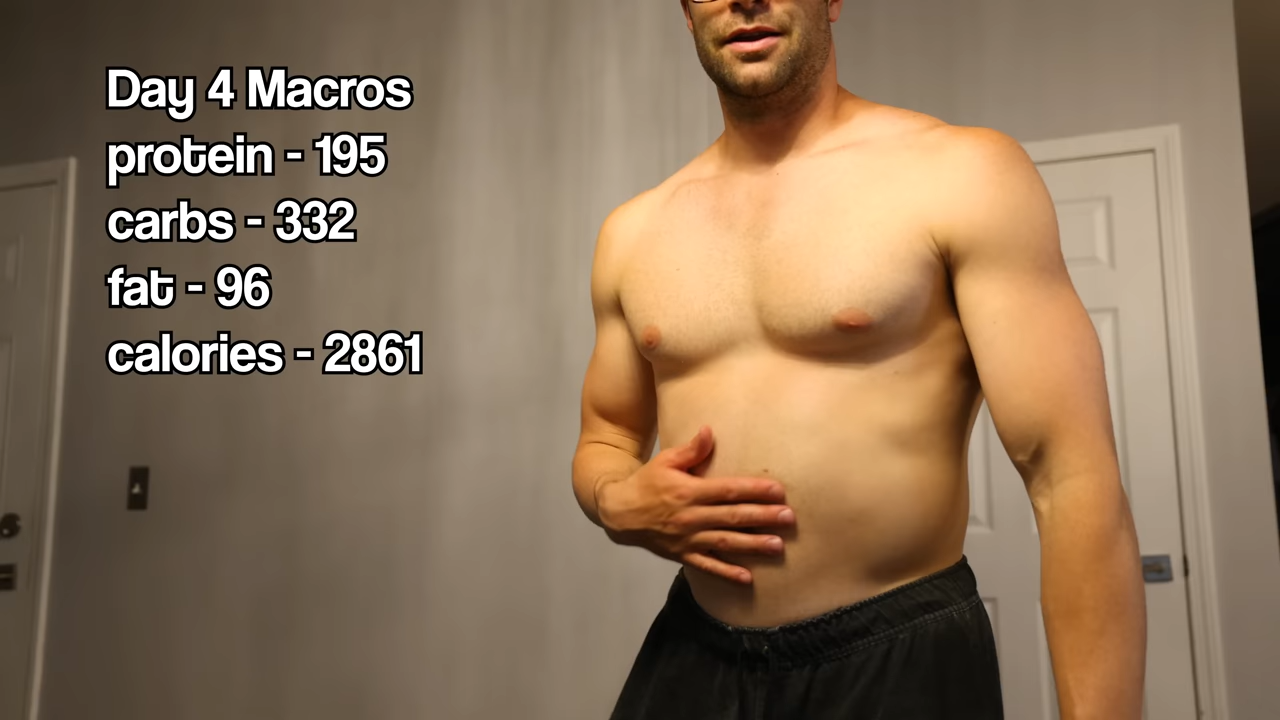 Day 4 Macros
protein - 195
carbs - 332
fat - 96
calories - 2861